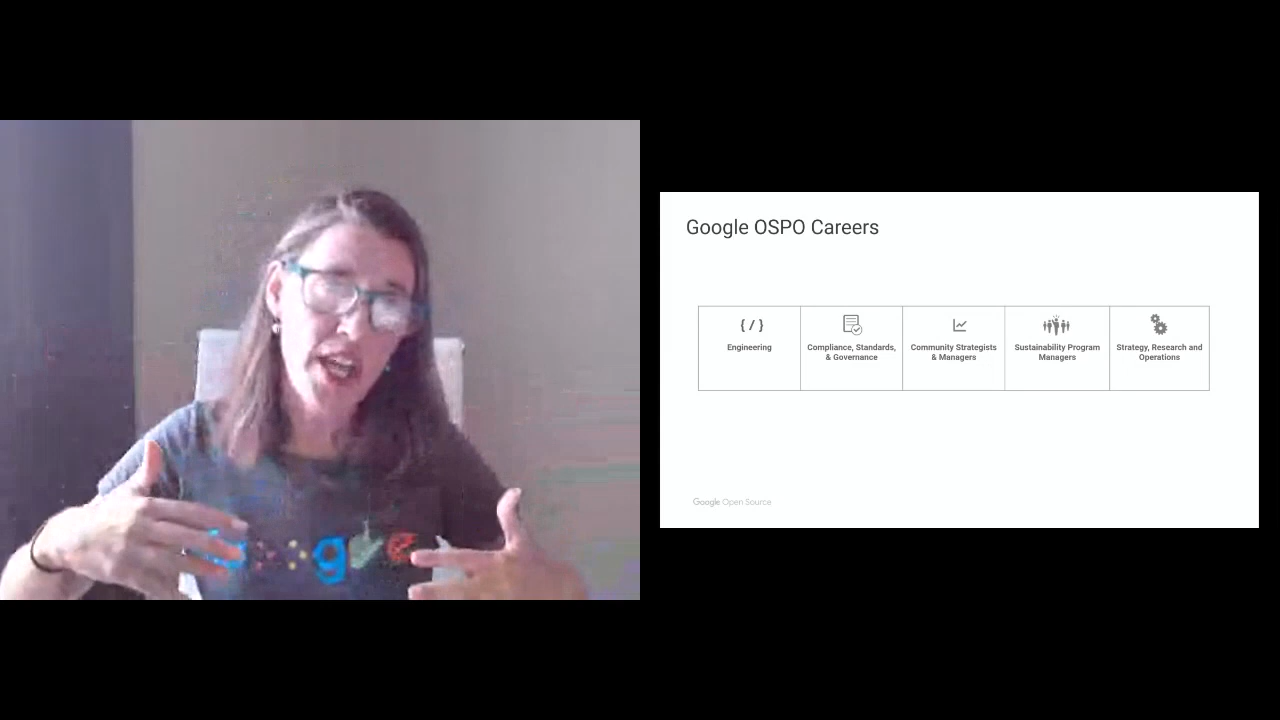 Google OSPO Careers
{ / }
Engineering
Compliance, Standards,
& Governance
Community Strategists
& Managers
Sustainability Program
Managers
Strategy, Research and
Operations
Google Open Source